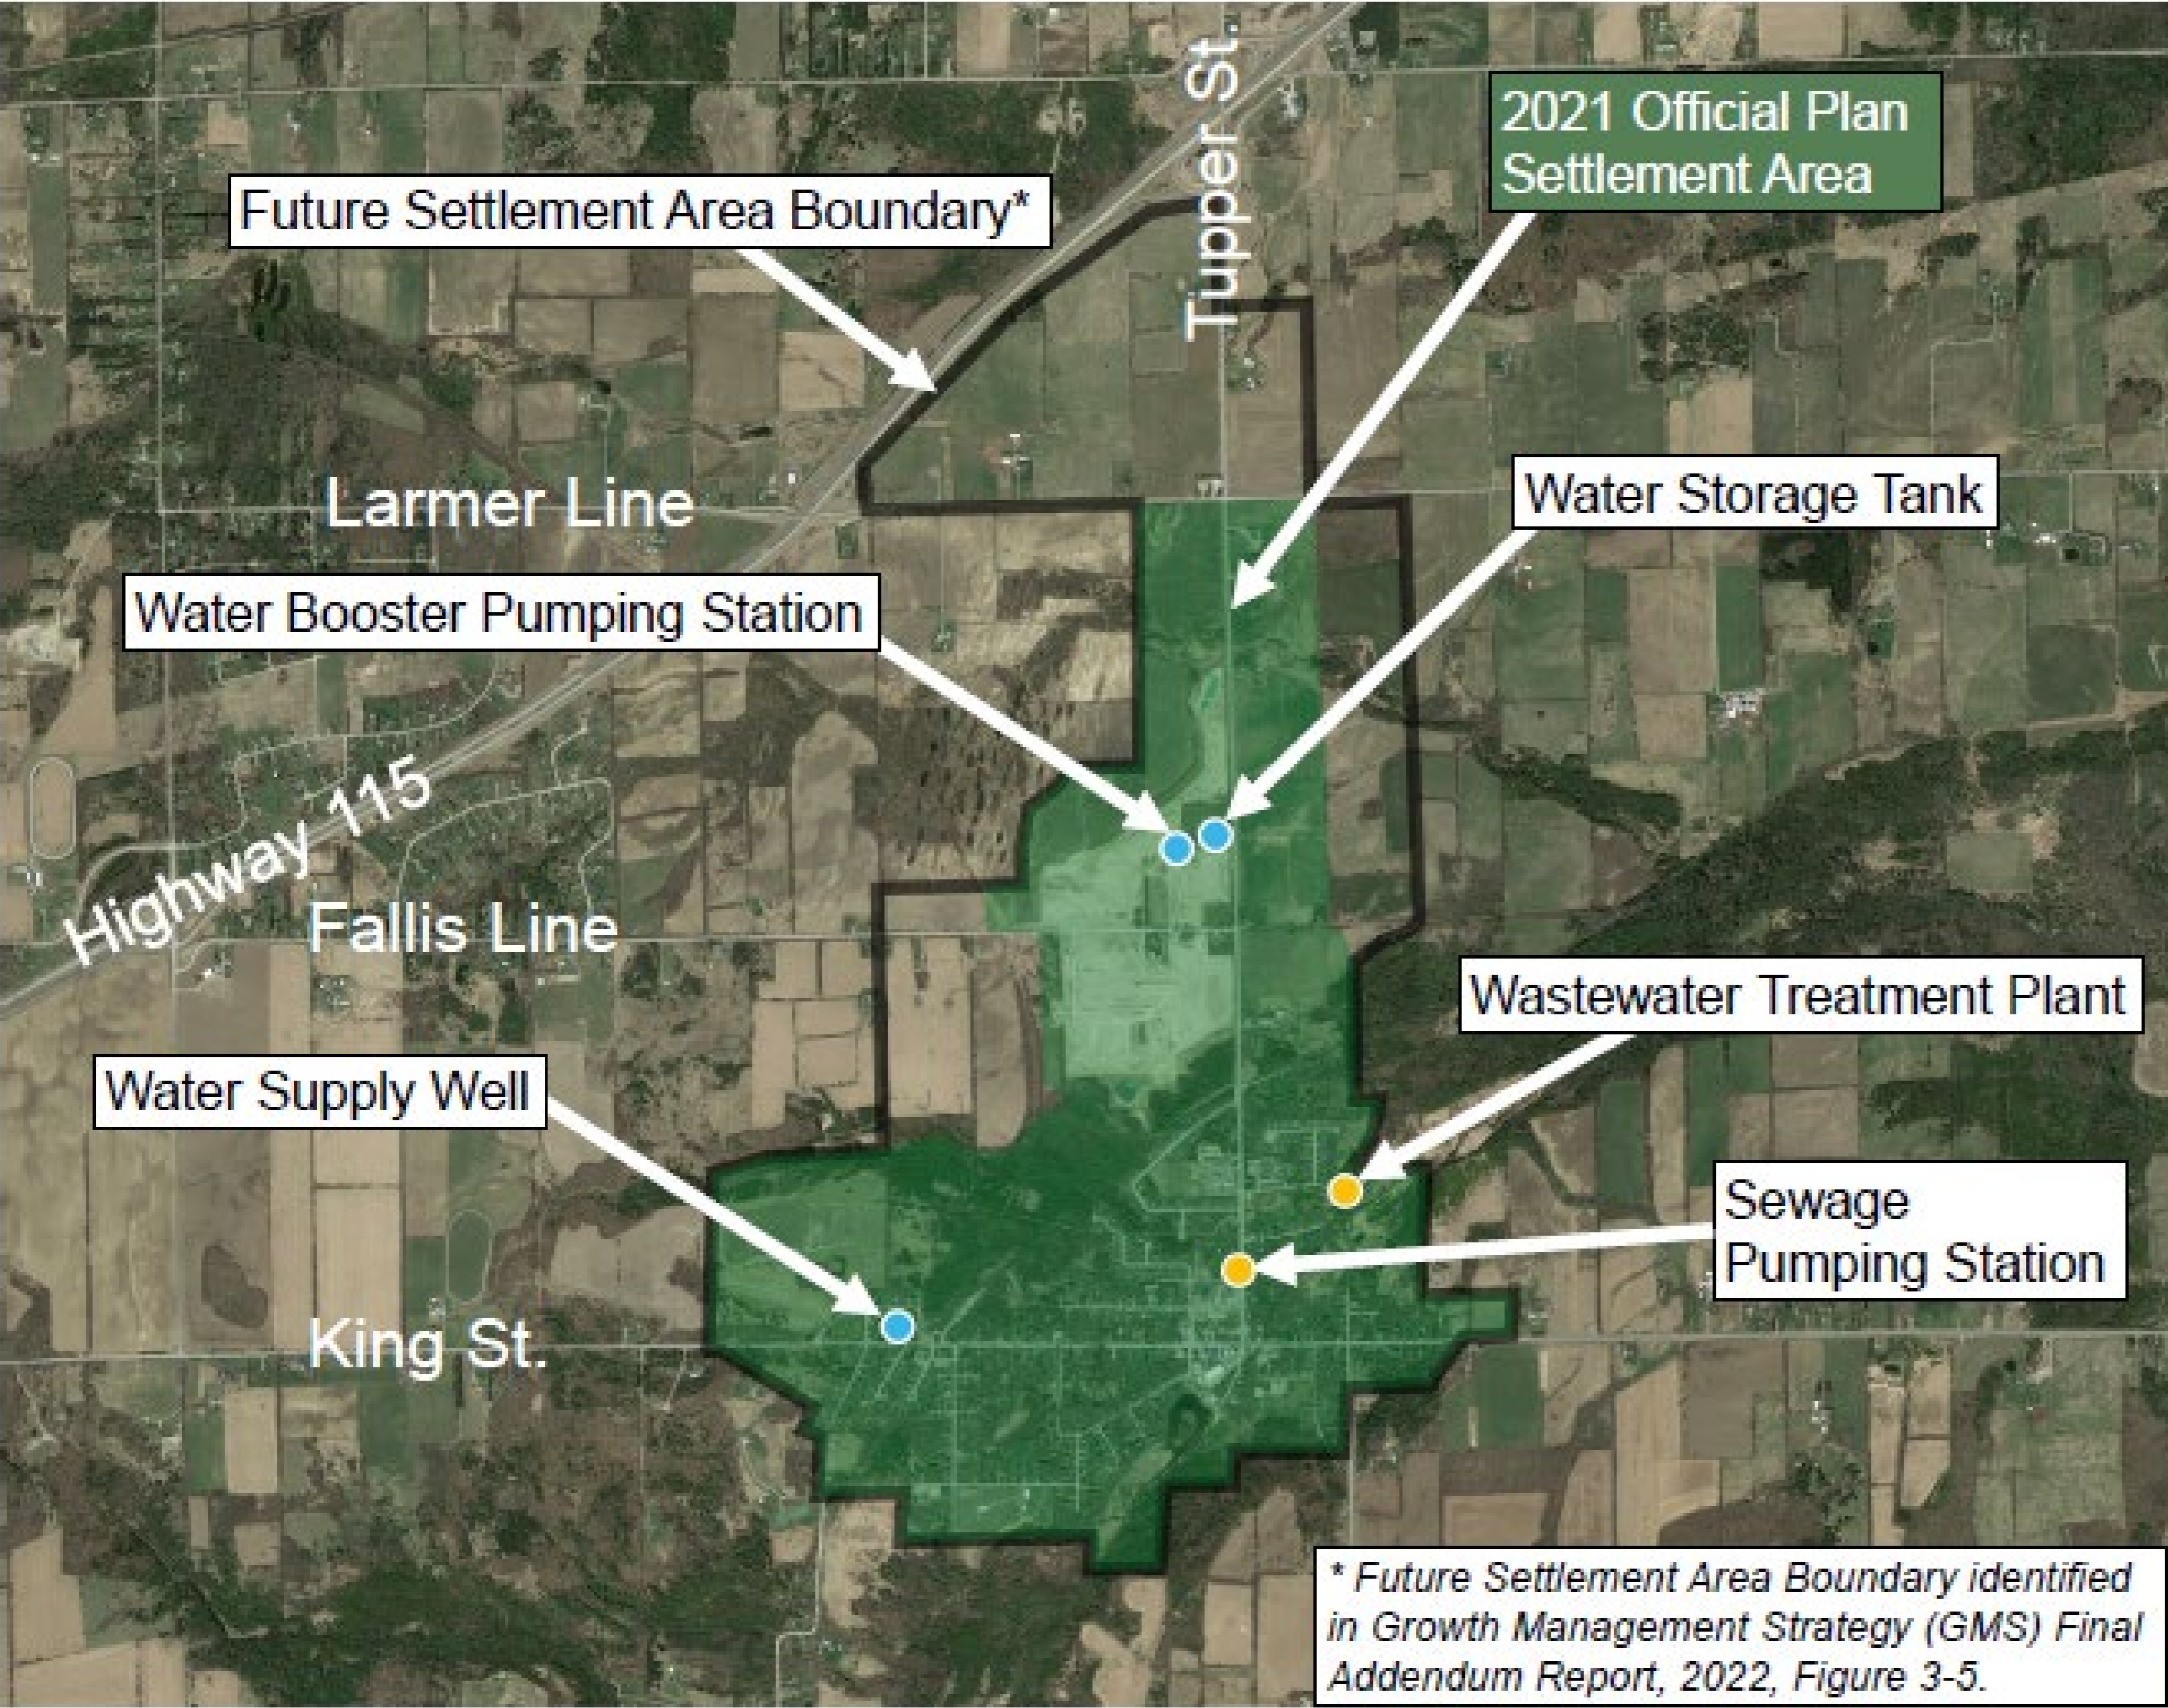 Tupper St.
2021 Official Plan
Settlement Area
Future Settlement Area Boundary*
Larmer Line
Water Storage Tank
Water Booster Pumping Station
Highway 115
Fallis Line
Wastewater Treatment Plant
Water Supply Well
Sewage
Pumping Station
King St.
* Future Settlement Area Boundary identified
in Growth Management Strategy (GMS) Final
Addendum Report, 2022, Figure 3-5.